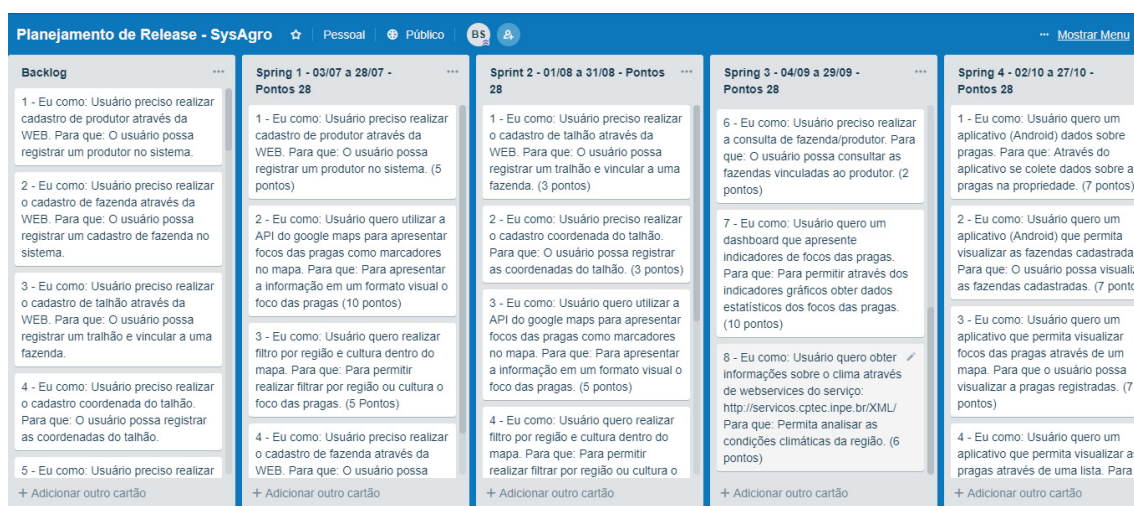 Planejamento de Release - SysAgro
Pessoal
Público
BS
Mostrar Menu
Backlog
1 - Eu como: Usuário preciso realizar
cadastro de produtor através da
WEB. Para que: O usuário possa
registrar um produtor no sistema.
2 - Eu como: Usuário preciso realizar
o cadastro de fazenda através da
WEB. Para que: O usuário possa
registrar um cadastro de fazenda no
sistema.
3 - Eu como: Usuário preciso realizar
o cadastro de talhão através da
WEB. Para que: O usuário possa
registrar um tralhão e vincular a uma
fazenda.
4 - Eu como: Usuário preciso realizar
o cadastro coordenada do talhão.
Para que: O usuário possa registrar
as coordenadas do talhão.
5 - Eu como: Usuário preciso realizar
+ Adicionar outro cartão
Spring 1 - 03/07 a 28/07 -
Pontos 28
1 - Eu como: Usuário preciso realizar
cadastro de produtor através da
WEB. Para que: O usuário possa
registrar um produtor no sistema. (5
pontos)
2 - Eu como: Usuário quero utilizar a
API do google maps para apresentar
focos das pragas como marcadores
no mapa. Para que: Para apresentar
a informação em um formato visual o
foco das pragas (10 pontos)
3 - Eu como: Usuário quero realizar
filtro por região e cultura dentro do
mapa. Para que: Para permitir
realizar filtrar por região ou cultura o
foco das pragas. (5 Pontos)
4 - Eu como: Usuário preciso realizar
o cadastro de fazenda através da
WEB. Para que: O usuário possa
+ Adicionar outro cartão
Sprint 2 - 01/08 a 31/08 - Pontos
28
1 - Eu como: Usuário preciso realizar
o cadastro de talhão através da
WEB. Para que: O usuário possa
registrar um tralhão e vincular a uma
fazenda. (3 pontos)
2 - Eu como: Usuário preciso realizar
o cadastro coordenada do talhão.
Para que: O usuário possa registrar
as coordenadas do talhão. (3 pontos)
3 - Eu como: Usuário quero utilizar a
API do google maps para apresentar
focos das pragas como marcadores
no mapa. Para que: Para apresentar
a informação em um formato visual o
foco das pragas. (5 pontos)
4 - Eu como: Usuário quero realizar
filtro por região e cultura dentro do
mapa. Para que: Para permitir
realizar filtrar por região ou cultura o
+ Adicionar outro cartão
Spring 3 - 04/09 a 29/09 -
Pontos 28
6 - Eu como: Usuário preciso realizar
a consulta de fazenda/produtor. Para
que: O usuário possa consultar as
fazendas vinculadas ao produtor. (2
pontos)
7 - Eu como: Usuário quero um
dashboard que apresente
indicadores de focos das pragas.
Para que: Para permitir através dos
indicadores gráficos obter dados
estatísticos dos focos das pragas.
(10 pontos)
8 - Eu como: Usuário quero obter
informações sobre o clima através
de webservices do serviço:
http://servicos.cptec.inpe.br/XML/
Para que: Permita analisar as
condições climáticas da região. (6
pontos)
+ Adicionar outro cartão
Spring 4 - 02/10 a 27/10 -
Pontos 28
1 - Eu como: Usuário quero um
aplicativo (Android) dados sobre
pragas. Para que: Através do
aplicativo se colete dados sobre a
pragas na propriedade. (7 pontos)
2 - Eu como: Usuário quero um
aplicativo (Android) que permita
visualizar as fazendas cadastrada
Para que: O usuário possa visualiz
as fazendas cadastradas. (7 ponto
3 - Eu como: Usuário quero um
aplicativo que permita visualizar
focos das pragas através de um
mapa. Para que o usuário possa
visualizar a pragas registradas. (7
pontos)
4 - Eu como: Usuário quero um
aplicativo que permita visualizar as
pragas através de uma lista. Para
+ Adicionar outro cartão